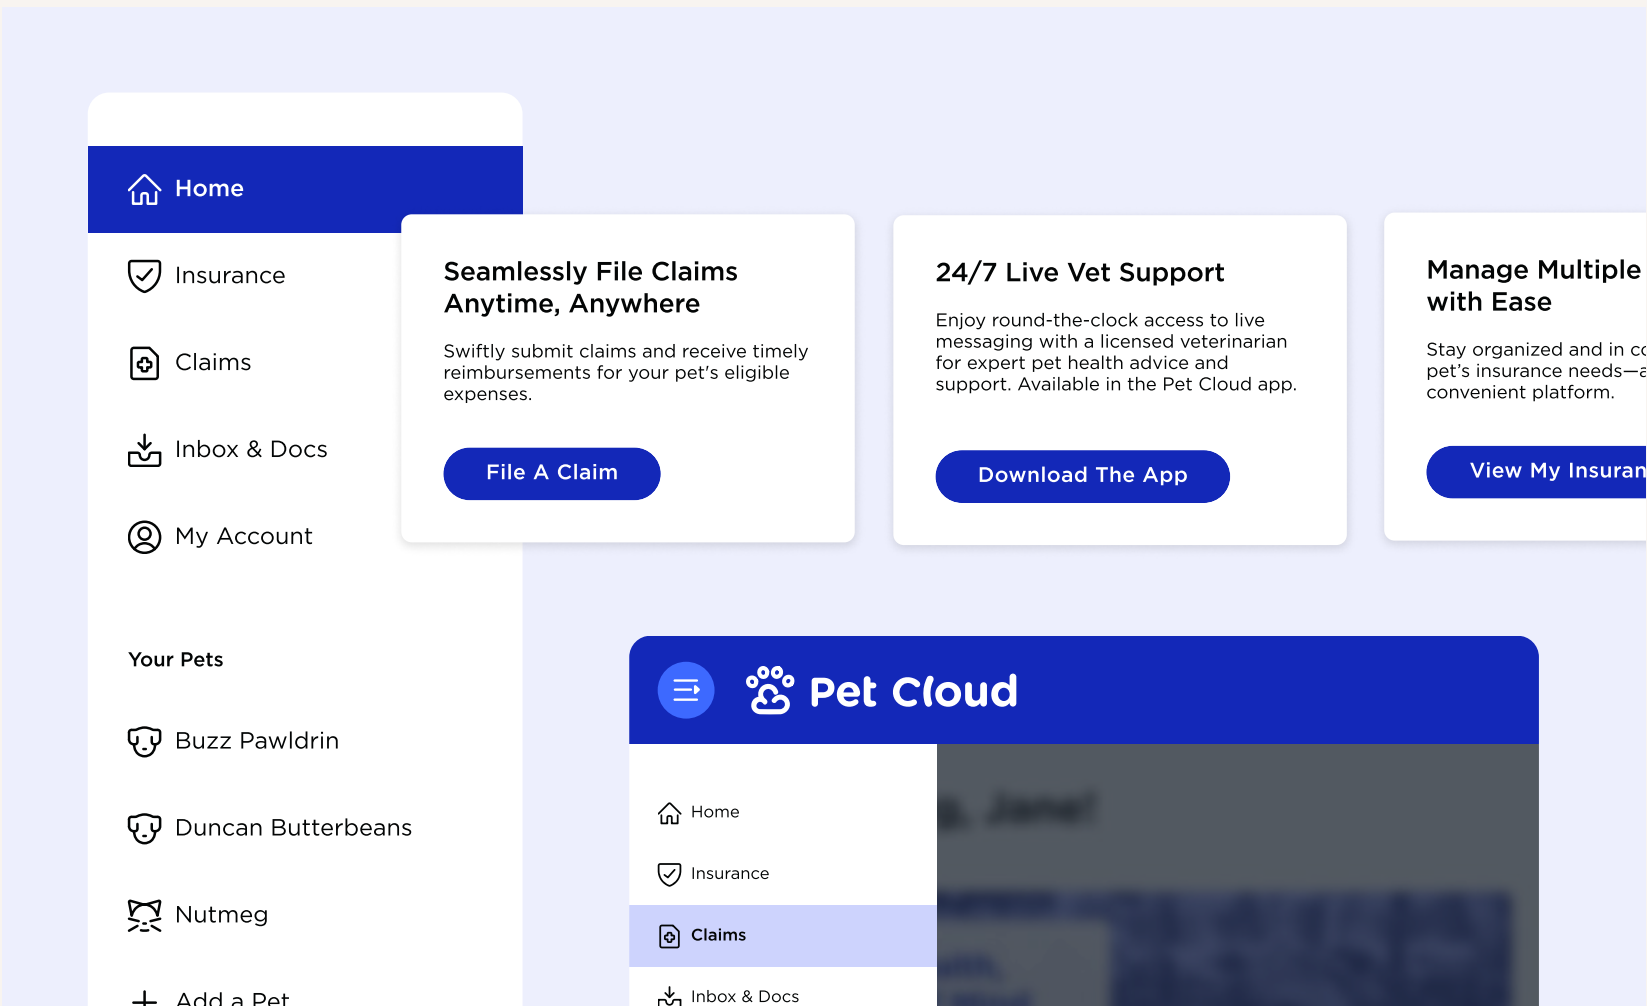 Home
Insurance
Claims
Inbox & Docs
My Account
Your Pets
Buzz Pawldrin
Duncan Butterbeans
Nutmeg
Add a Pet
Seamlessly File Claims
Anytime, Anywhere
Swiftly submit claims and receive timely
reimbursements for your pet's eligible
expenses.
File A Claim
24/7 Live Vet Support
Enjoy round-the-clock access to live
messaging with a licensed veterinarian
for expert pet health advice and
support. Available in the Pet Cloud app.
Download The App
Manage Multiple
with Ease
Stay organized and in
pet’s insurance needs—
convenient platform.
View My
Pet Cloud
Home
Insurance
Claims
Inbox & Docs
Jane!